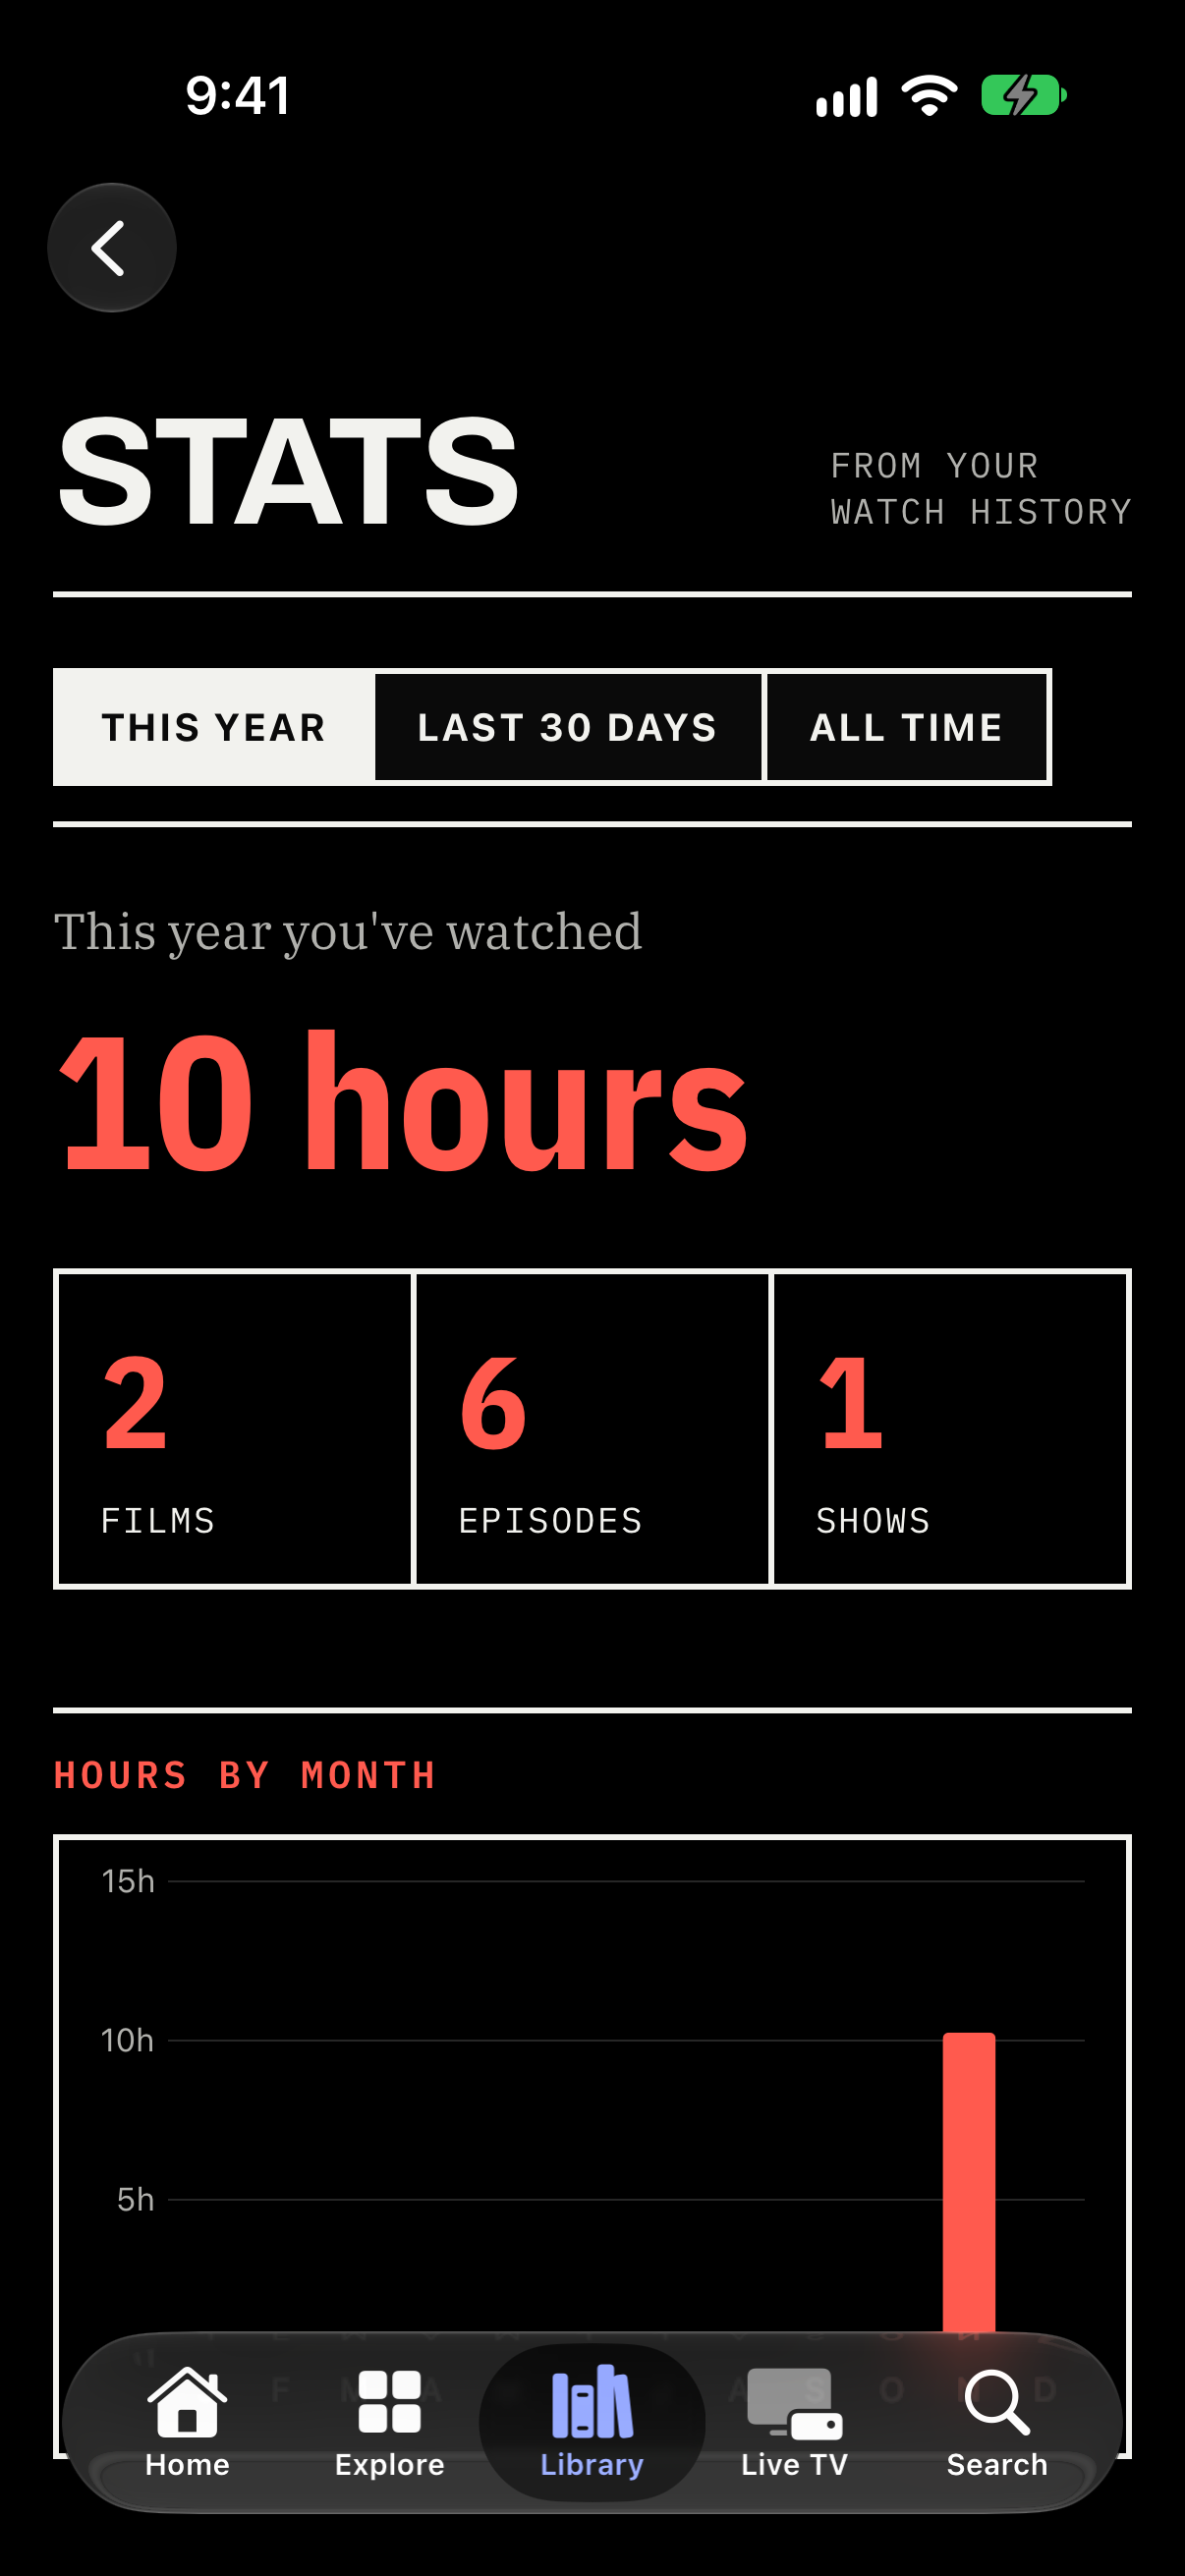 9:41
STATS
FROM YOUR
WATCH HISTORY
THIS YEAR
LAST 30 DAYS
ALL TIME
This year you've watched
10 hours
2
FILMS
6
EPISODES
1
SHOWS
HOURS BY MONTH
15h
10h
5h
F M A A S O N D
Home
Explore
Library
Live TV
Search